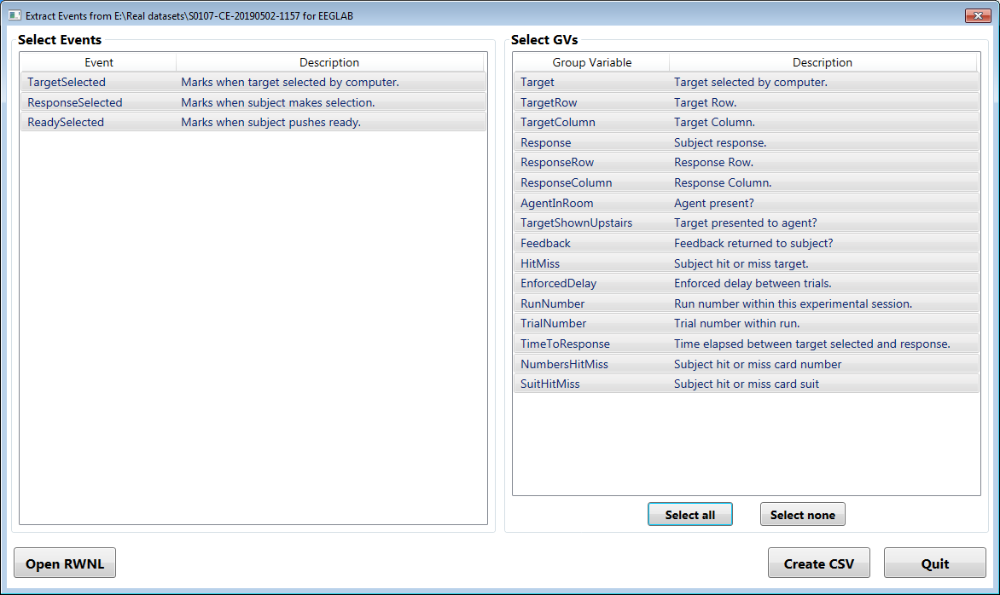 Extract Events from E:\Real datasets\S0107-CE-20190502-1157 for EEGLAB
Select Events
Event Description
TargetSelected Marks when target selected by computer.
ResponseSelected Marks when subject makes selection.
ReadySelected Marks when subject pushes ready.
Select GVs
Group Variable Description
Target Target selected by computer.
TargetRow Target Row.
TargetColumn Target Column.
Response Subject response.
ResponseRow Response Row.
ResponseColumn Response Column.
AgentInRoom Agent present?
TargetShownUpstairs Target presented to agent?
Feedback Feedback returned to subject?
HitMiss Subject hit or miss target.
EnforcedDelay Enforced delay between trials.
RunNumber Run number within this experimental session.
TrialNumber Trial number within run.
TimeToResponse Time elapsed between target selected and response.
NumbersHitMiss Subject hit or miss card number
SuitHitMiss Subject hit or miss card suit
Select all Select none
Open RWNL Create CSV Quit